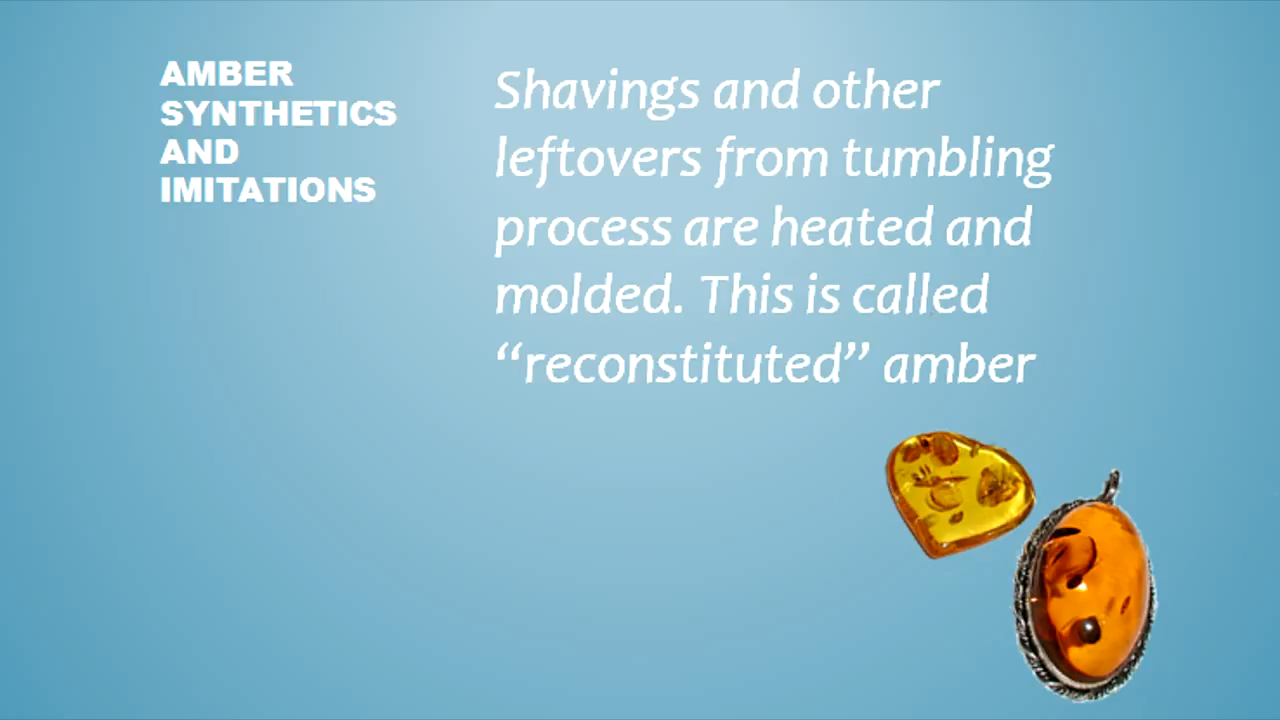 AMBER
SYNTHETICS
AND
IMITATIONS
Shavings and other
leftovers from tumbling
process are heated and
molded. This is called
“reconstituted” amber